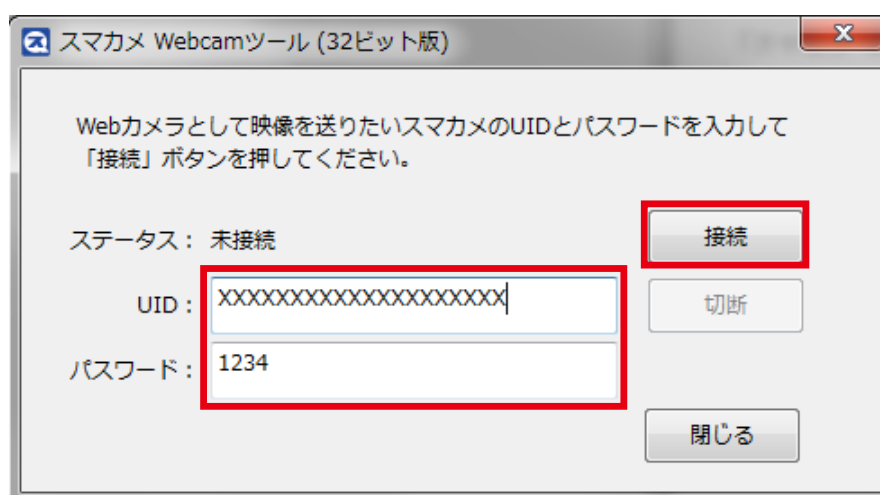 スマカメ Webcamツール (32ビット版)
Webカメラとして映像を送りたいスマカメのUIDとパスワードを入力して
「接続」ボタンを押してください。
ステータス： 未接続
接続
UID： XXXXXXXXXXXXXXXXXXXX
切断
パスワード： 1234
閉じる